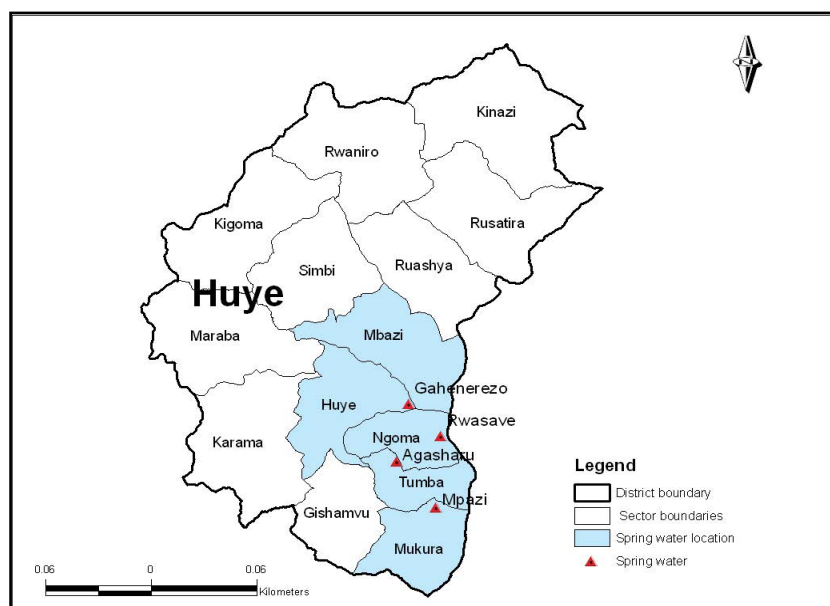 N
Kinazi
Rwaniro
Rusatira
Kigoma
Simbi
Ruashya
Huye
Maraba
Mbazi
Gahenerezo
Huye
Rwasave
Karama
Ngoma
Agasharu
Tumba
Mpazi
Gishamvu
Mukura
Legend
District boundary
Sector boundaries
Spring water location
Spring water
0.06 0 0.06
Kilometers